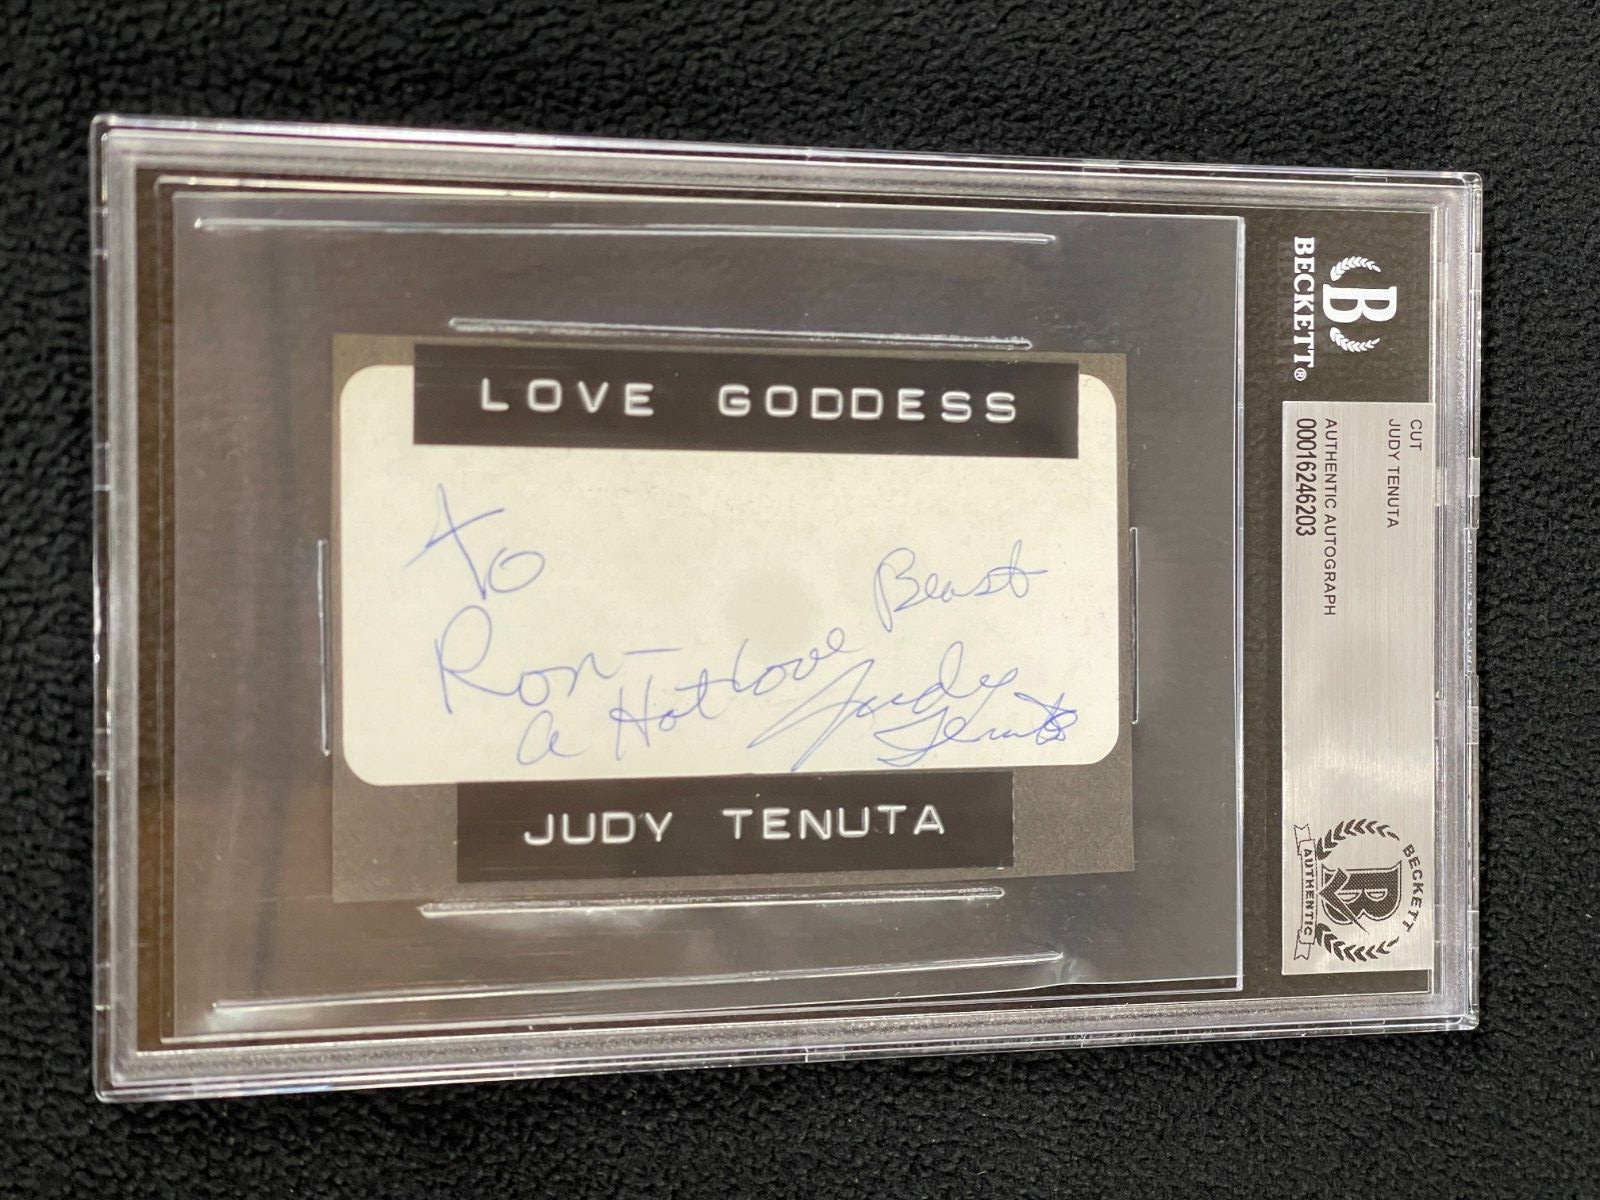 LOVE GODDESS
to
Ron-
a Hot Love Beast
Judy
Tenuta
JUDY TENUTA
B
BECKETT®
CUT
JUDY TENUTA
AUTHENTIC AUTOGRAPH
00016246203
BECKETT
B
AUTHENTIC